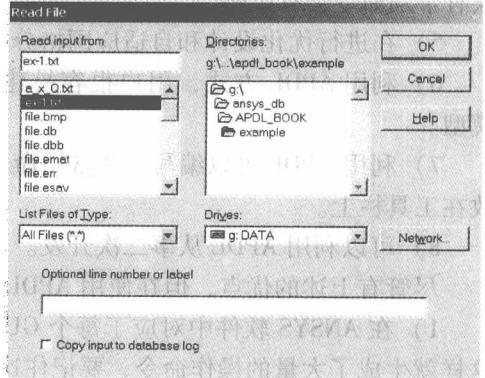 Read File
Read input from
ex-1.txt
a_x_Q.txt
ex-1.txt
file.bmp
file.db
file.dbb
file.emat
file.err
file.esav
List Files of Type:
All Files (*.*)
Directories:
g:\...\apdl_book\example
g:\
ansys_db
APDL_BOOK
example
Drives:
g: DATA
OK
Cancel
Help
Network...
Optional line number or label
Copy input to database log